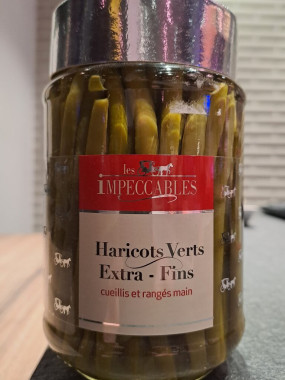 les
IMPECCABLES
Haricots Verts
Extra - Fins
cueillis et rangés main